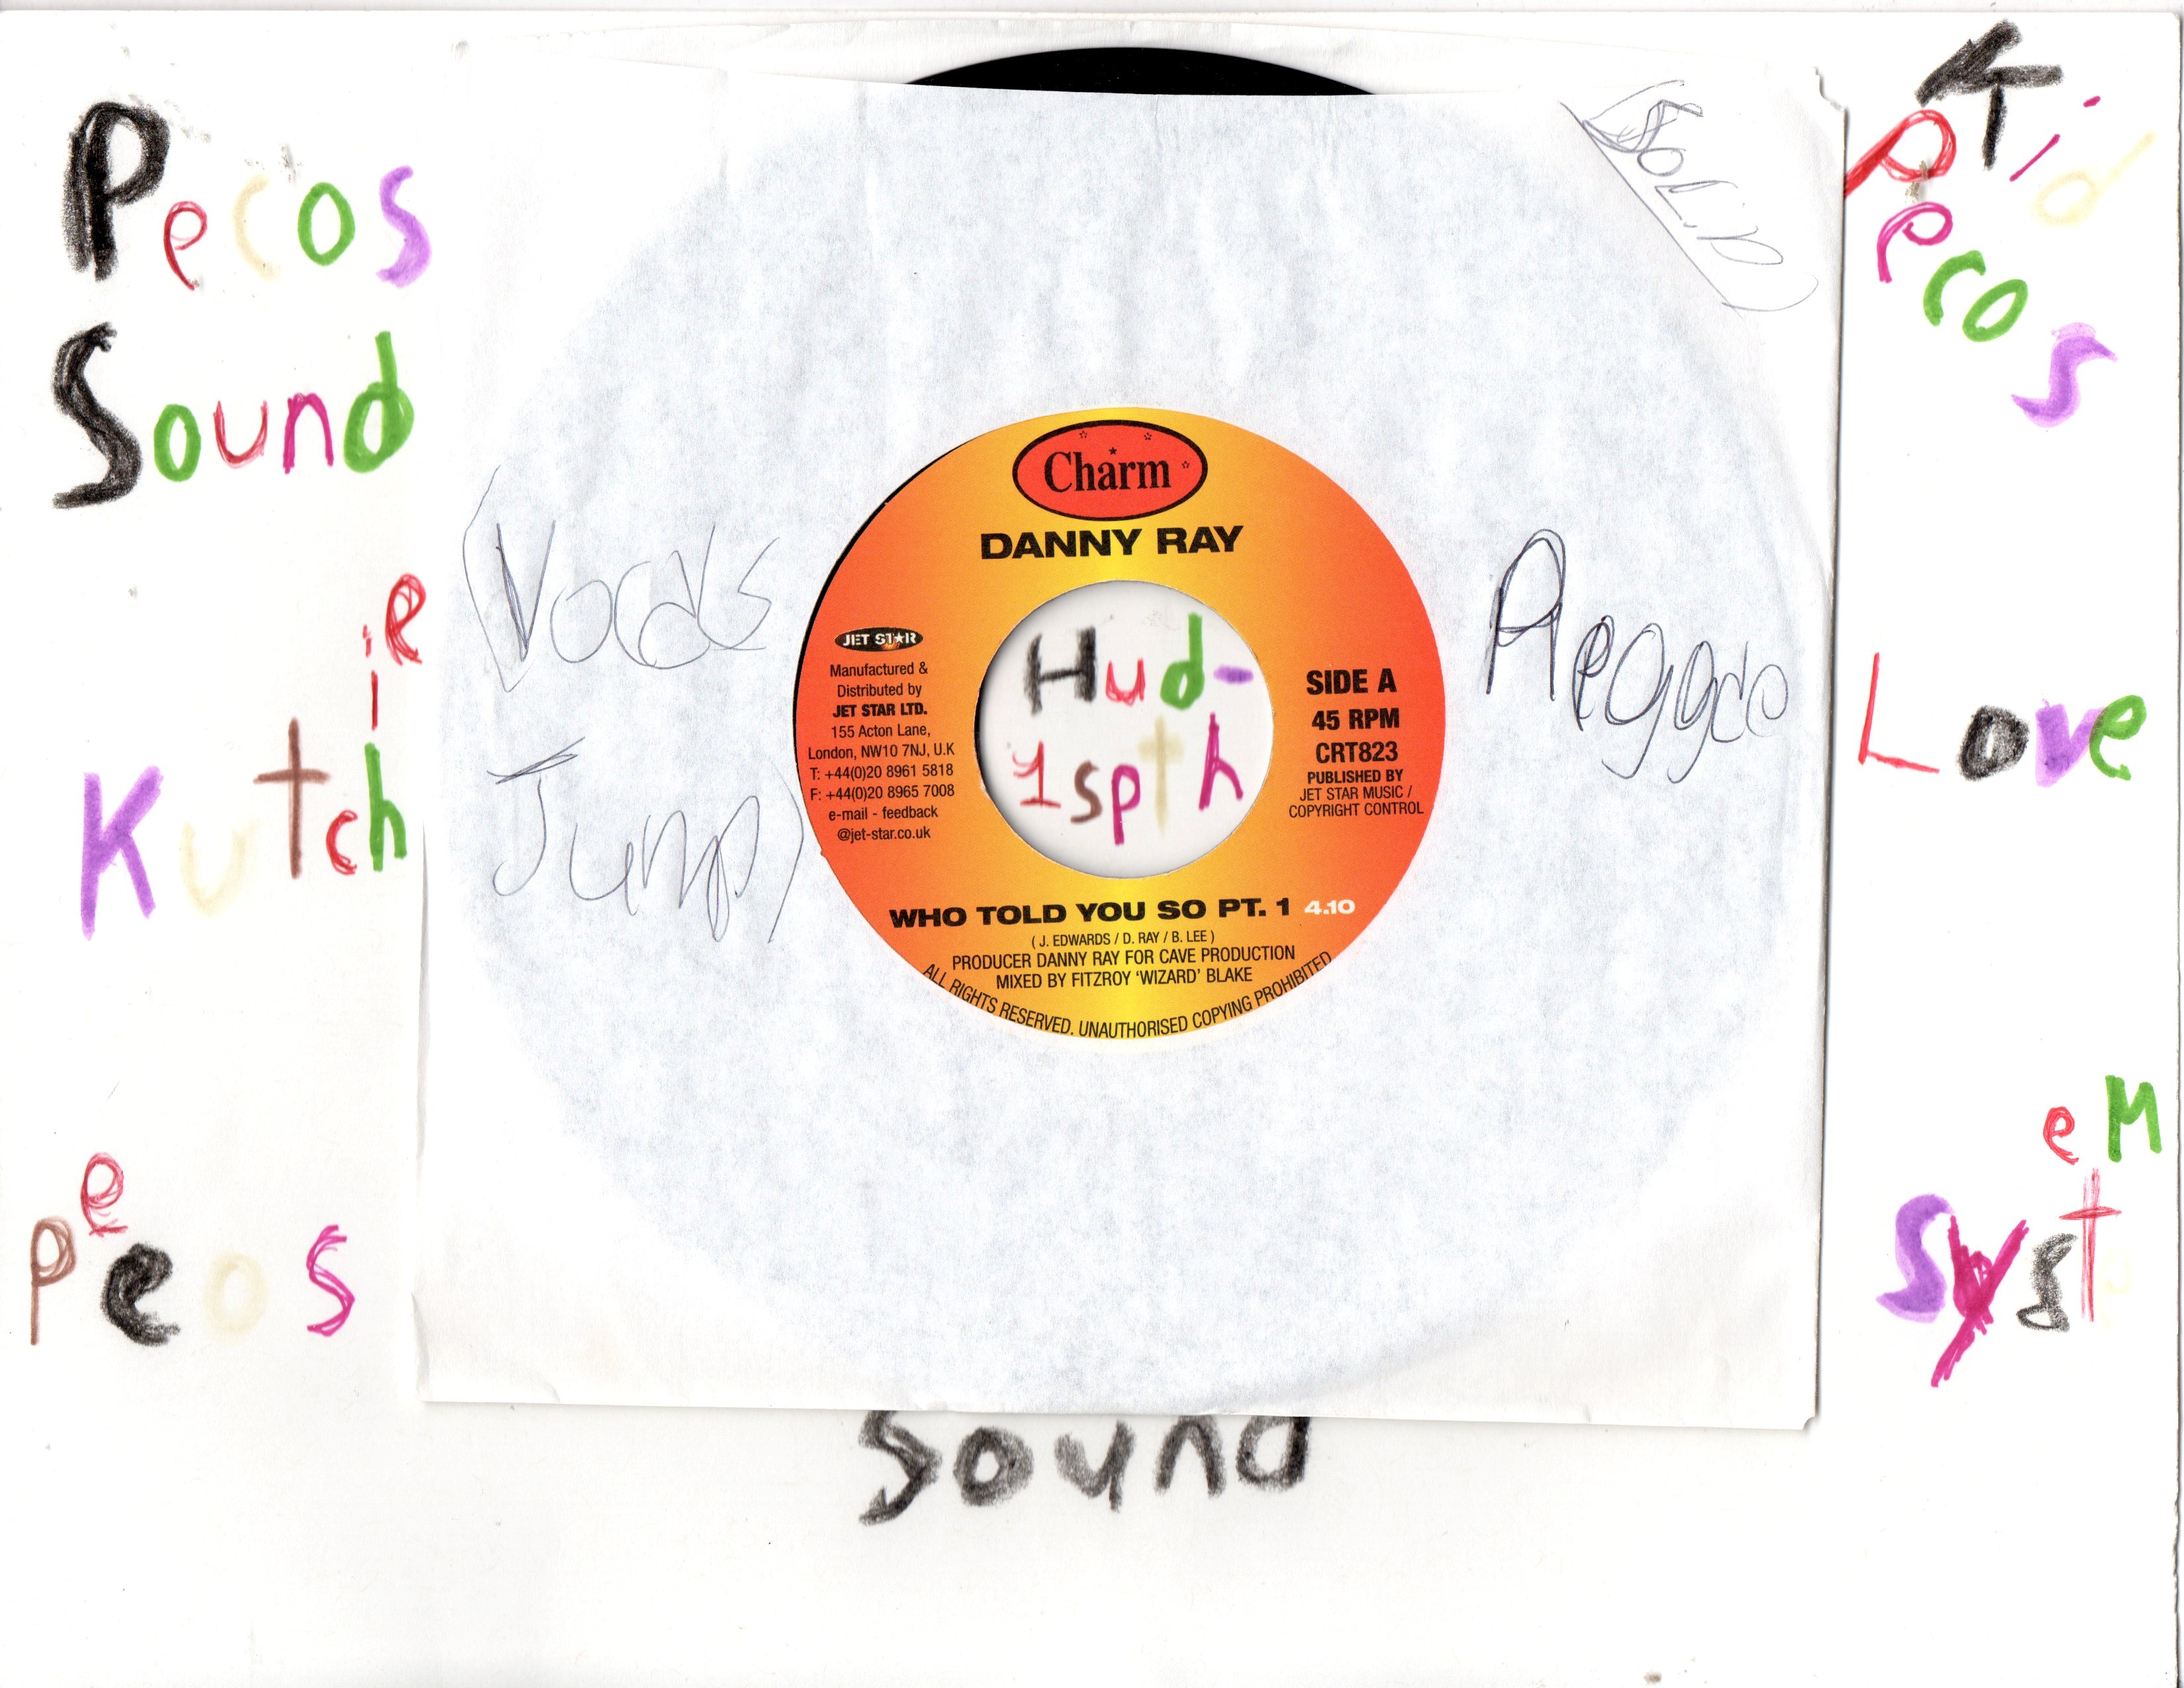 Pecos
Sound
Kutchie
Peeos
Kid
Pecos
Love
System
Sound
SOLID
Vocals
Jump
Charm
DANNY RAY
JET STAR
Manufactured &
Distributed by
JET STAR LTD.
155 Acton Lane,
London, NW10 7NJ, U.K
T: +44(0)20 8961 5818
F: +44(0)20 8965 7008
e-mail - feedback
@jet-star.co.uk
Hud-
1spth
SIDE A
45 RPM
CRT823
PUBLISHED BY
JET STAR MUSIC /
COPYRIGHT CONTROL
WHO TOLD YOU SO PT. 1 4.10
( J. EDWARDS / D. RAY / B. LEE )
PRODUCER DANNY RAY FOR CAVE PRODUCTION
MIXED BY FITZROY 'WIZARD' BLAKE
ALL RIGHTS RESERVED. UNAUTHORISED COPYING PROHIBITED